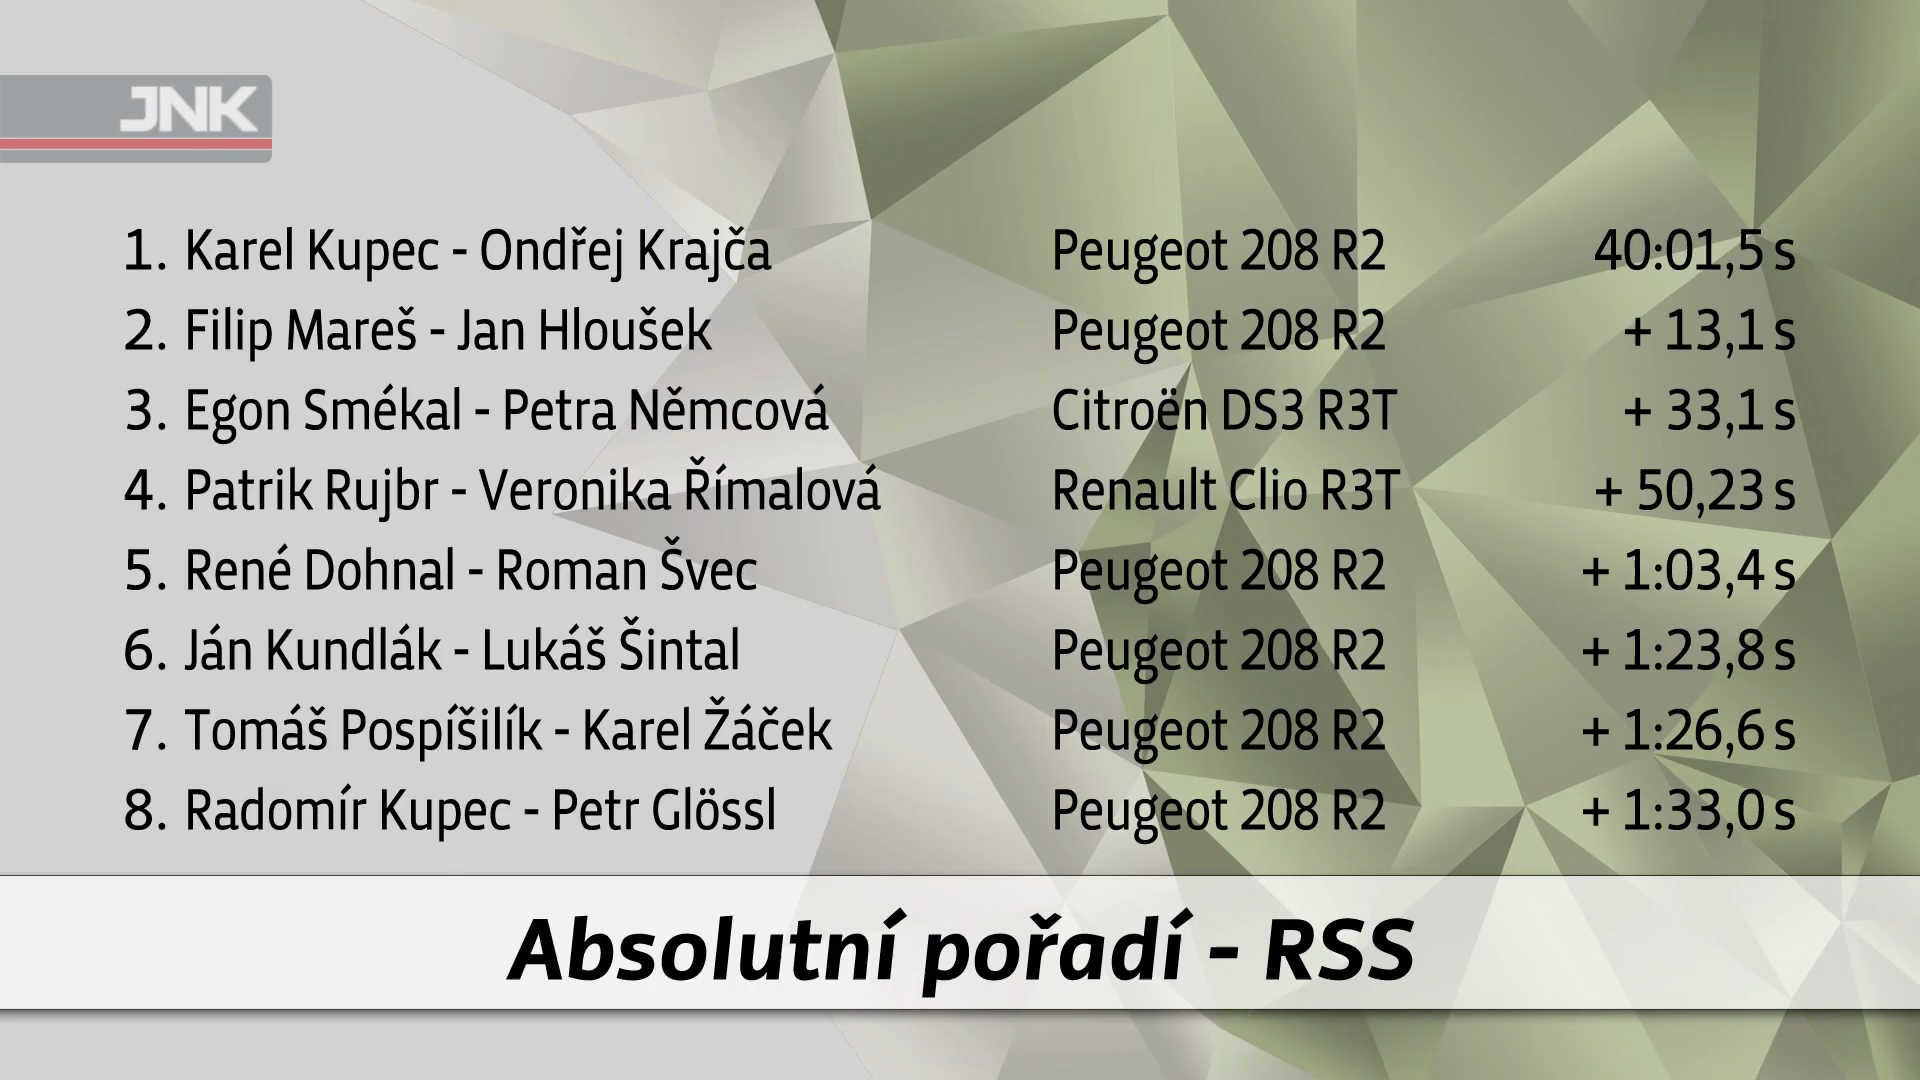 JNK
1. Karel Kupec - Ondřej Krajča Peugeot 208 R2 40:01,5 s
2. Filip Mareš - Jan Hloušek Peugeot 208 R2 + 13,1 s
3. Egon Smékal - Petra Němcová Citroën DS3 R3T + 33,1 s
4. Patrik Rujbr - Veronika Římalová Renault Clio R3T + 50,23 s
5. René Dohnal - Roman Švec Peugeot 208 R2 + 1:03,4 s
6. Ján Kundlák - Lukáš Šintal Peugeot 208 R2 + 1:23,8 s
7. Tomáš Pospíšilík - Karel Žáček Peugeot 208 R2 + 1:26,6 s
8. Radomír Kupec - Petr Glössl Peugeot 208 R2 + 1:33,0 s
Absolutní pořadí - RSS